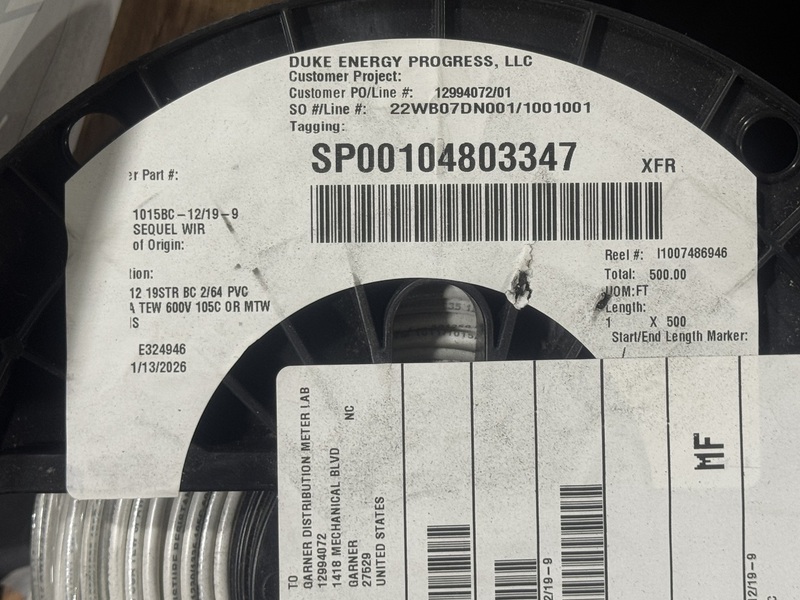 DUKE ENERGY PROGRESS, LLC
Customer Project:
Customer PO/Line #: 12994072/01
SO #/Line #: 22WB07DN001/1001001
Tagging:
SP00104803347
XFR
Part #:
1015BC-12/19-9
SEQUEL WIR
of Origin:
12 19STR BC 2/64 PVC
TEW 600V 105C OR MTW
E324946
1/13/2026
Reel #: I1007486946
Total: 500.00
UOM:FT
Length:
1 X 500
Start/End Length Marker:
TO
GARNER DISTRIBUTION METER LAB
12994072
1418 MECHANICAL BLVD
GARNER NC
27529
UNITED STATES
MF